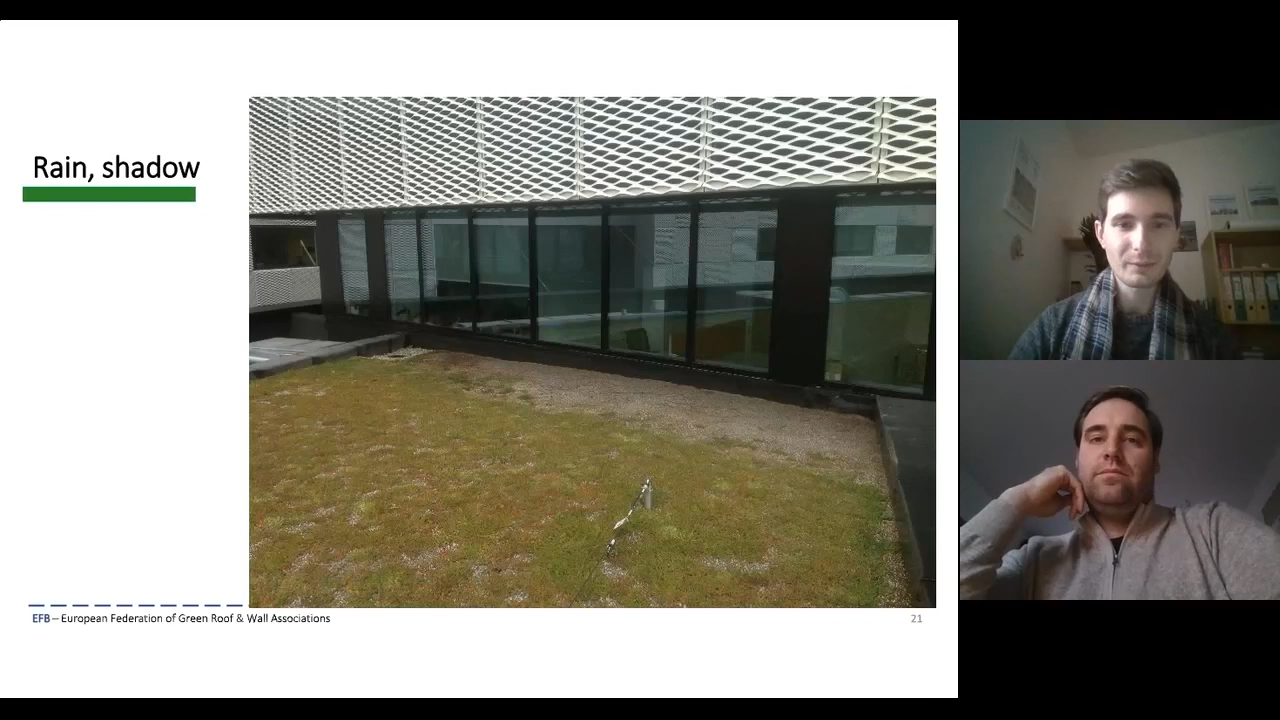 Rain, shadow
EFB – European Federation of Green Roof & Wall Associations
21